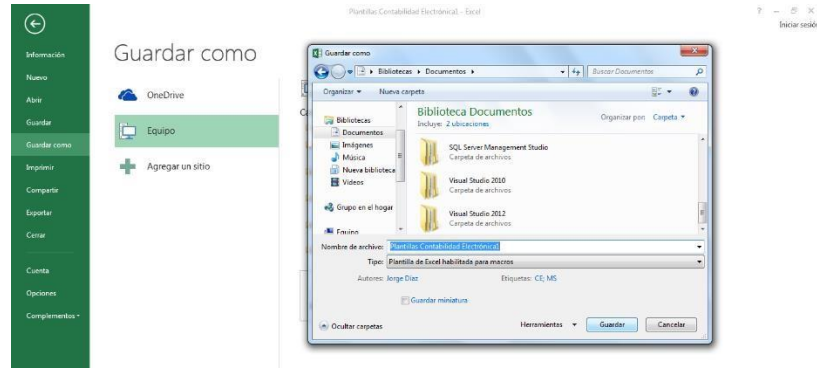 Plantillas Contabilidad Electrónica1 - Excel
Iniciar sesión
Información
Nuevo
Abrir
Guardar
Guardar como
Imprimir
Compartir
Exportar
Cerrar
Cuenta
Opciones
Complementos
Guardar como
OneDrive
Equipo
Agregar un sitio
Guardar como
Bibliotecas Documentos
Buscar Documentos
Organizar Nueva carpeta
Bibliotecas
Documentos
Imágenes
Música
Nueva biblioteca
Videos
Grupo en el hogar
Equipo
Biblioteca Documentos
Incluye: 2 ubicaciones
Organizar por: Carpeta
SQL Server Management Studio
Carpeta de archivos
Visual Studio 2010
Carpeta de archivos
Visual Studio 2012
Carpeta de archivos
Nombre de archivo: Plantillas Contabilidad Electrónica1
Tipo: Plantilla de Excel habilitada para macros
Autores: Jorge Díaz Etiquetas: CE; MS
Guardar miniatura
Ocultar carpetas Herramientas Guardar Cancelar